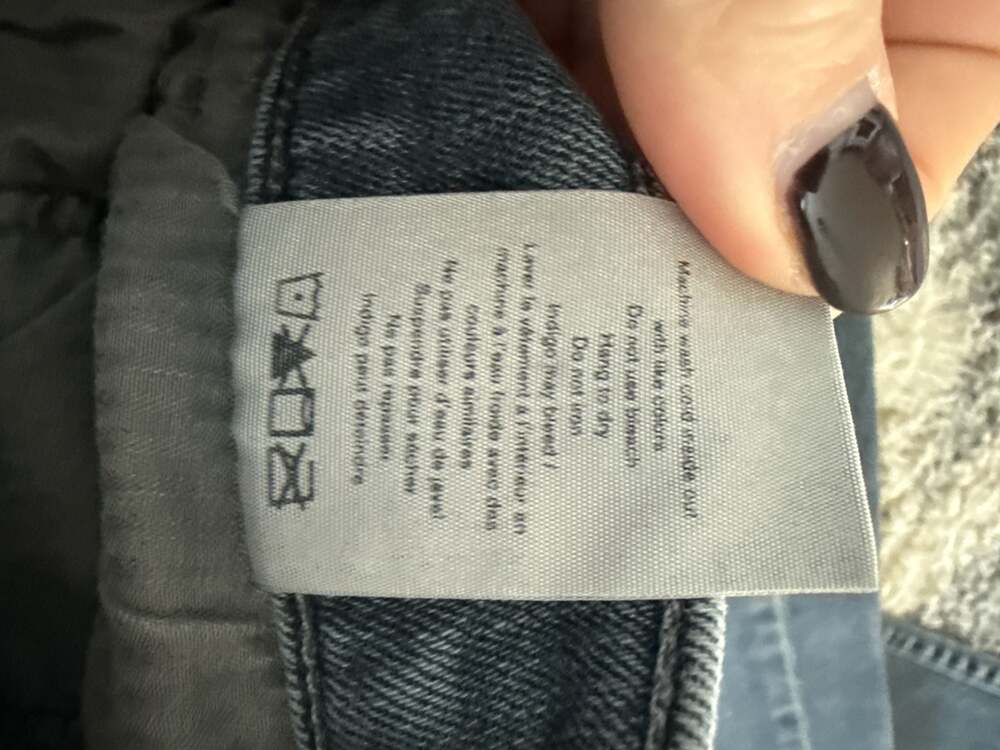 Machine wash cold inside out
with like colors
Do not use bleach
Hang to dry
Do not iron
Indigo may bleed /
Laver le vêtement à l'intérieur en
machine à l'eau froide avec des
couleurs similaires
Ne pas utiliser d'eau de javel
Suspendre pour sécher
Ne pas repasser
Indigo peut déteindre